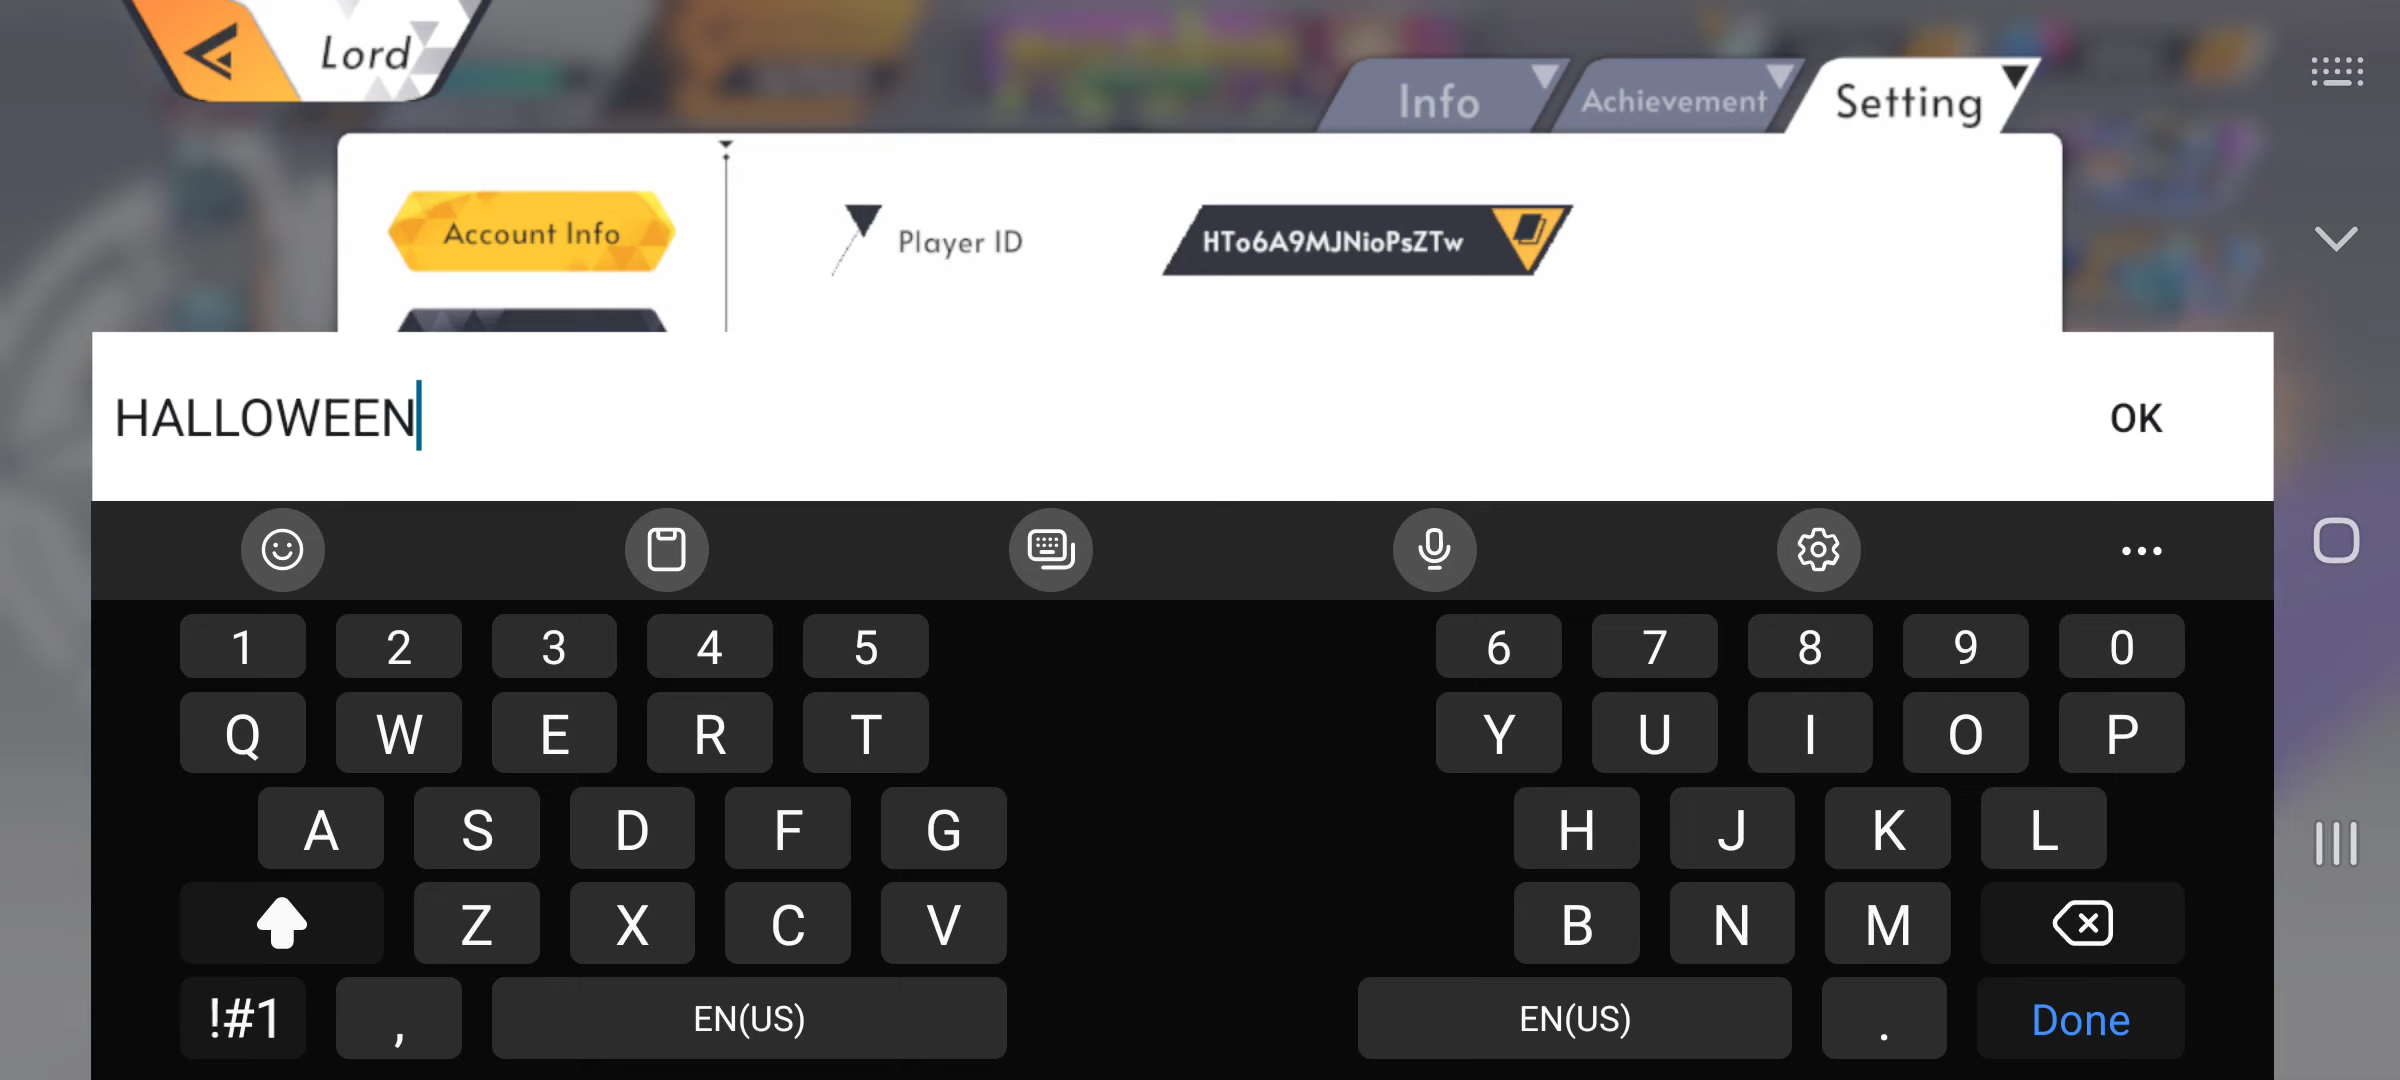 Lord
Info
Achievement
Setting
Account Info
Player ID
HTo6A9MJNioPsZTw
HALLOWEEN
OK
1 2 3 4 5 6 7 8 9 0
Q W E R T Y U I O P
A S D F G H J K L
Z X C V B N M
!#1 , EN(US) EN(US) . Done